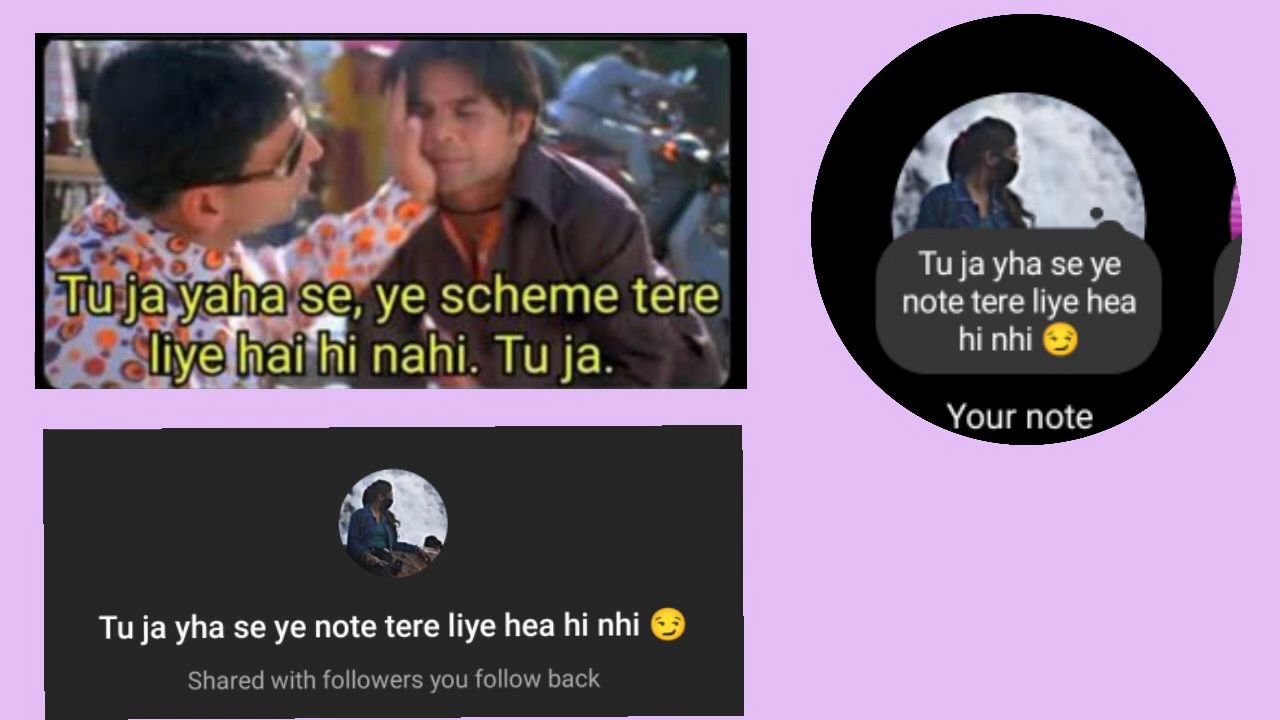 Tu ja yaha se, ye scheme tere
liye hai hi nahi. Tu ja.
Tu ja yha se ye
note tere liye hea
hi nhi 😏
Your note
Tu ja yha se ye note tere liye hea hi nhi 😏
Shared with followers you follow back